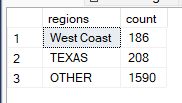 regions count
1 West Coast 186
2 TEXAS 208
3 OTHER 1590